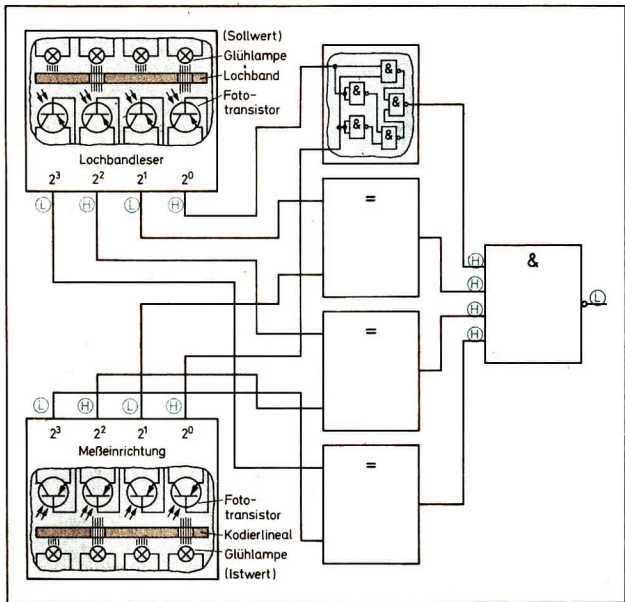 (Sollwert)
Glühlampe
Lochband
Foto-
transistor
Lochbandleser
2³ 2² 2¹ 2⁰
L H L H
&
&
&
&
&
=
=
=
H
H
H
H
&
L
L H L H
2³ 2² 2¹ 2⁰
Meßeinrichtung
Foto-
transistor
Kodierlineal
Glühlampe
(Istwert)